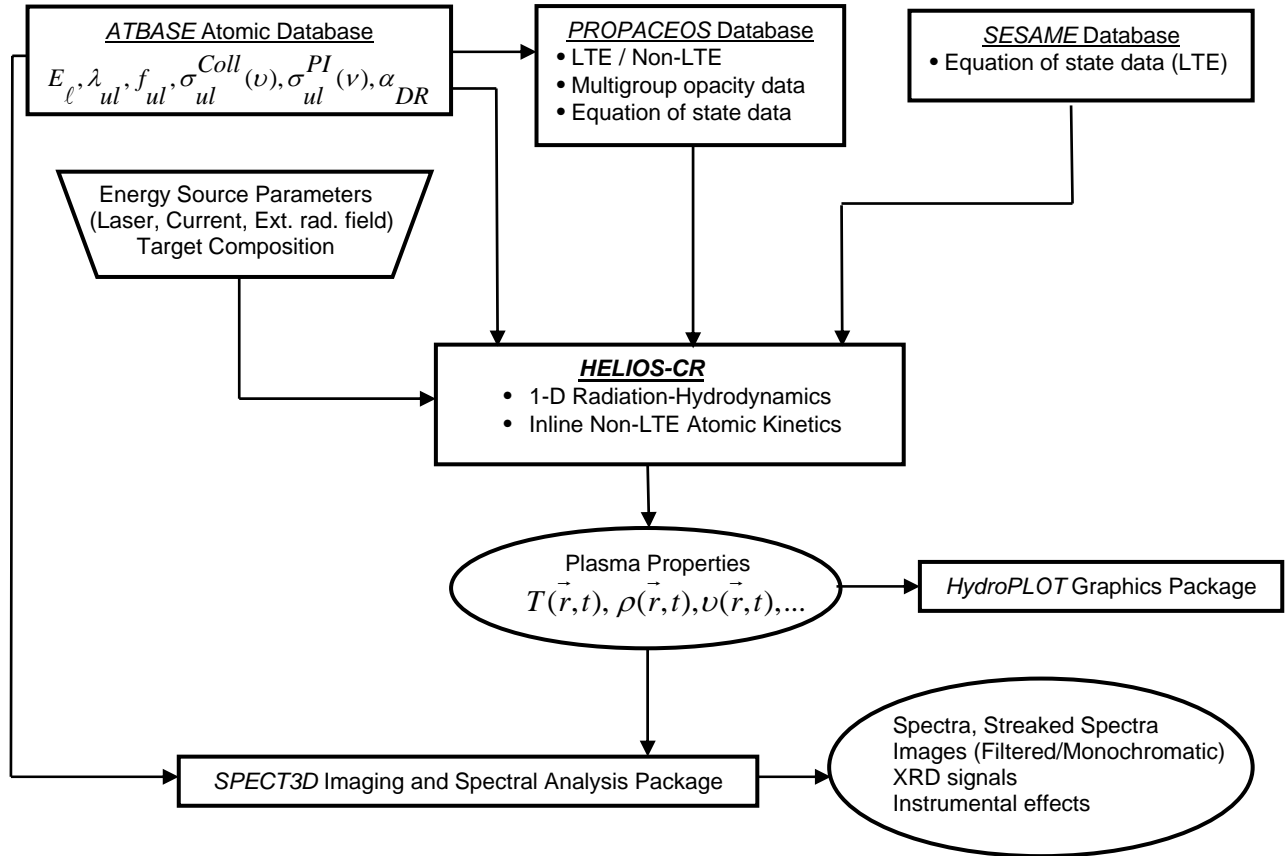 ATBASE Atomic Database
E_ℓ, λ_ul, f_ul, σ_ul^Coll(υ), σ_ul^PI(ν), α_DR
PROPACEOS Database
• LTE / Non-LTE
• Multigroup opacity data
• Equation of state data
SESAME Database
• Equation of state data (LTE)
Energy Source Parameters
(Laser, Current, Ext. rad. field)
Target Composition
HELIOS-CR
• 1-D Radiation-Hydrodynamics
• Inline Non-LTE Atomic Kinetics
Plasma Properties
T(r⃗,t), ρ(r⃗,t),υ(r⃗,t),...
HydroPLOT Graphics Package
SPECT3D Imaging and Spectral Analysis Package
Spectra, Streaked Spectra
Images (Filtered/Monochromatic)
XRD signals
Instrumental effects